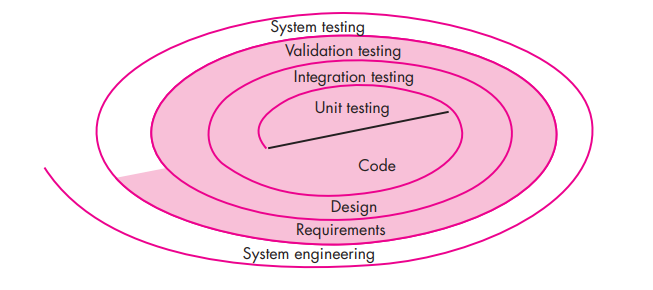 System testing
Validation testing
Integration testing
Unit testing
Code
Design
Requirements
System engineering